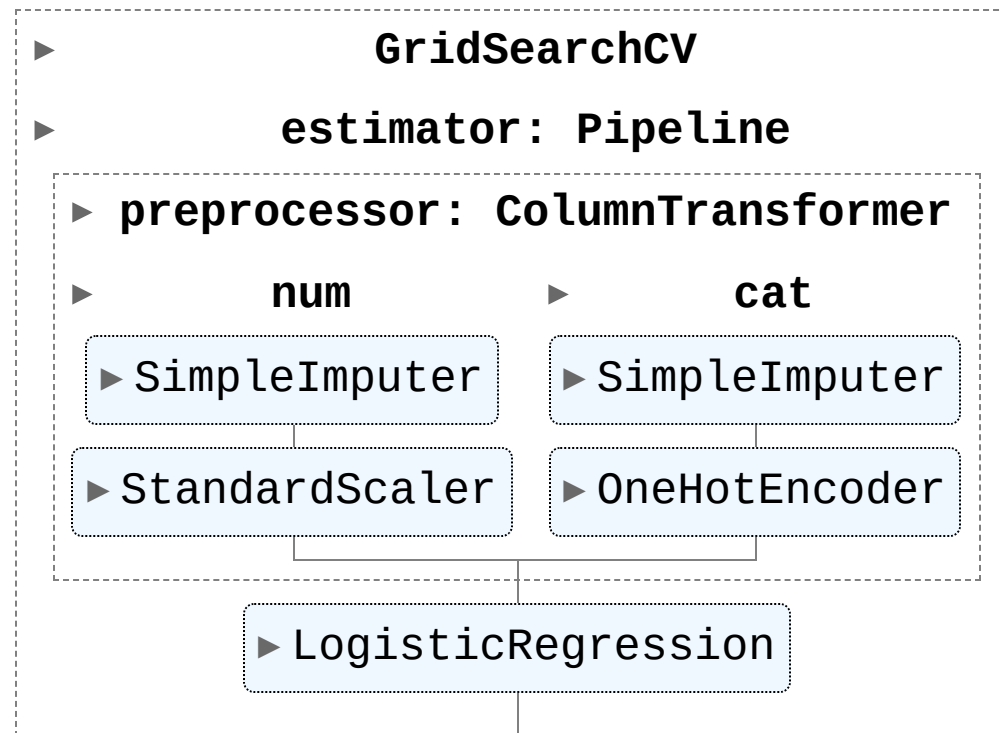 GridSearchCV
estimator: Pipeline
preprocessor: ColumnTransformer
num cat
SimpleImputer SimpleImputer
StandardScaler OneHotEncoder
LogisticRegression